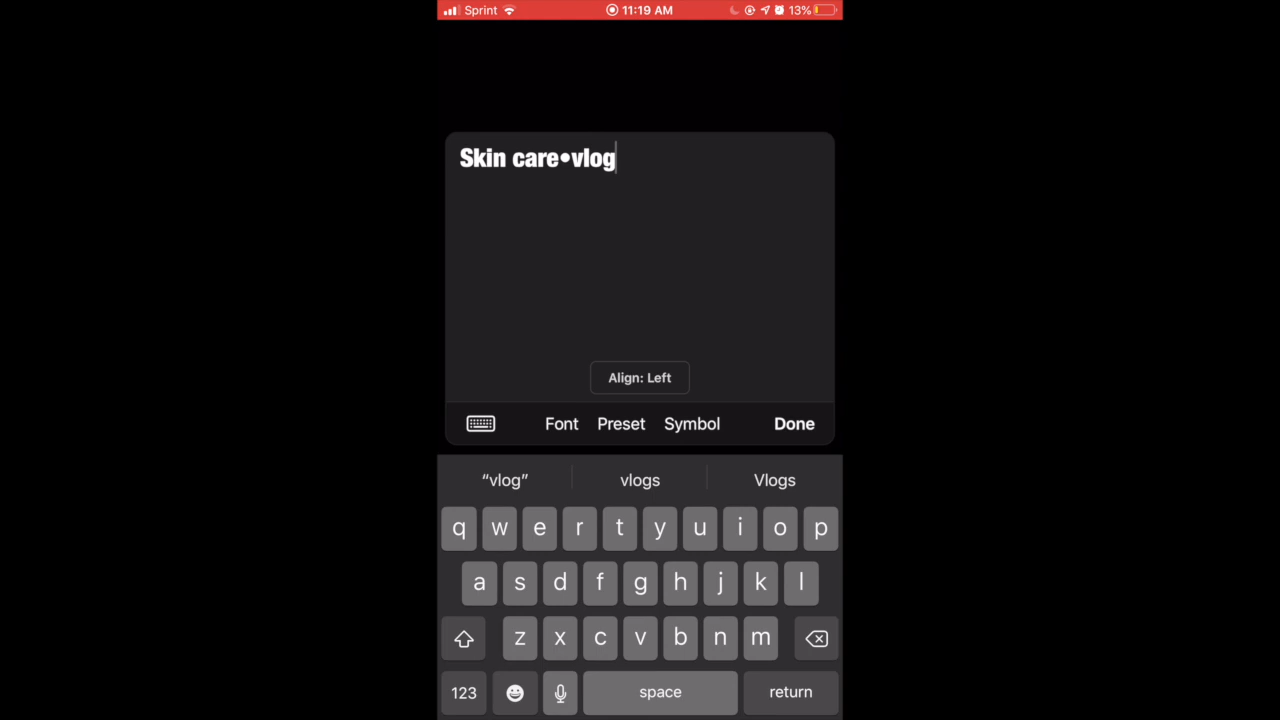 Sprint 11:19 AM 13%
Skin care•vlog
Align: Left
Font Preset Symbol Done
“vlog” vlogs Vlogs
q w e r t y u i o p
a s d f g h j k l
z x c v b n m
123 space return